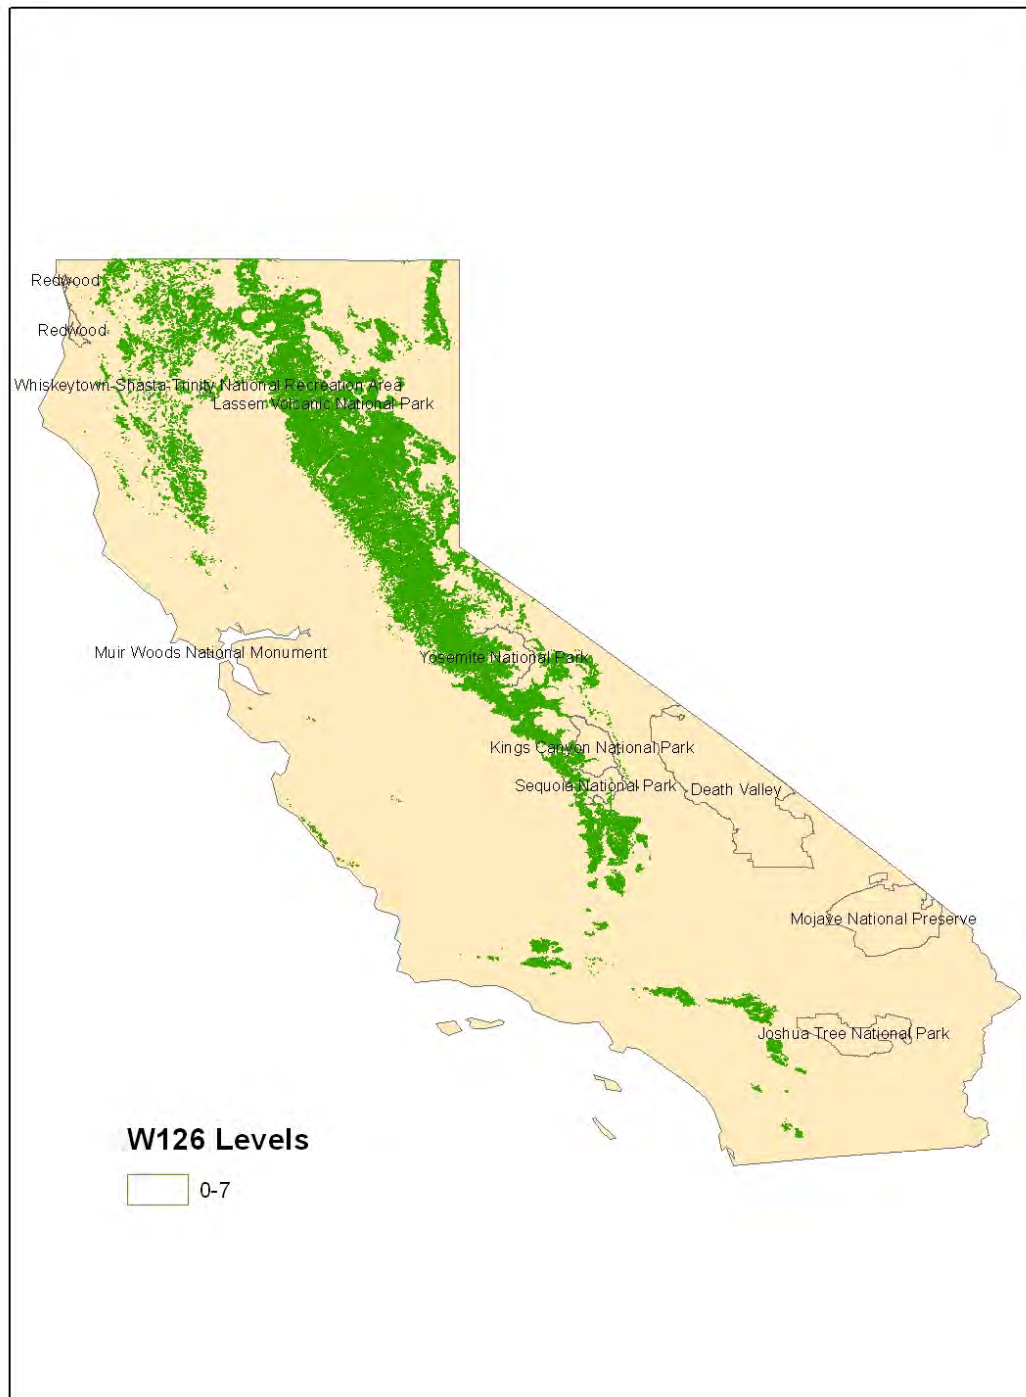 Redwood
Redwood
Whiskeytown-Shasta-Trinity National Recreation Area
Lassen Volcanic National Park
Muir Woods National Monument
Yosemite National Park
Kings Canyon National Park
Sequoia National Park
Death Valley
Mojave National Preserve
Joshua Tree National Park
W126 Levels
0-7